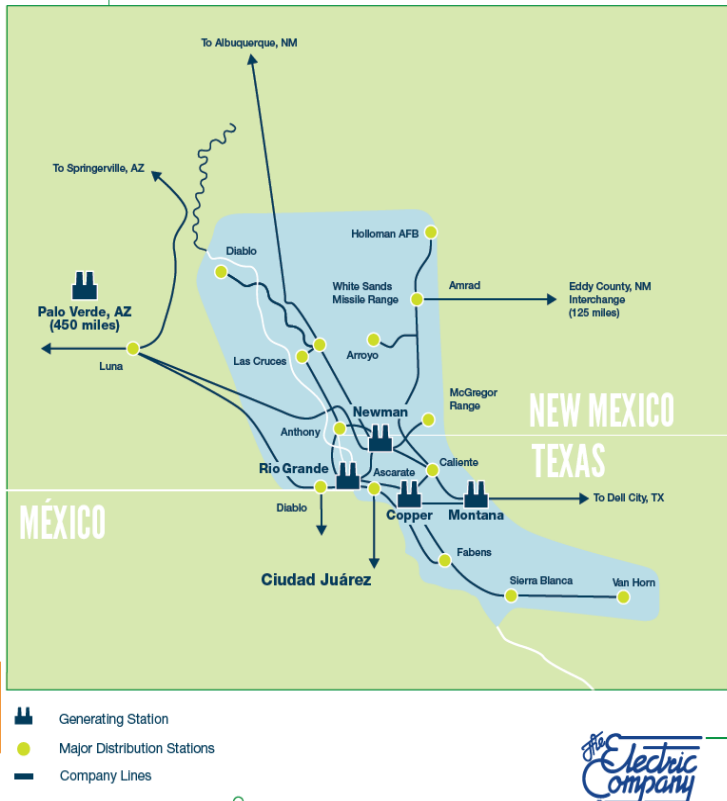 To Albuquerque, NM
To Springerville, AZ
Holloman AFB
Diablo
White Sands
Missile Range
Amrad
Eddy County, NM
Interchange
(125 miles)
Palo Verde, AZ
(450 miles)
Luna
Las Cruces
Arroyo
McGregor
Range
NEW MEXICO
Newman
Anthony
TEXAS
Rio Grande
Ascarate
Caliente
To Dell City, TX
MÉXICO
Diablo
Copper
Montana
Fabens
Ciudad Juárez
Sierra Blanca
Van Horn
Generating Station
Major Distribution Stations
Company Lines
The
Electric
Company